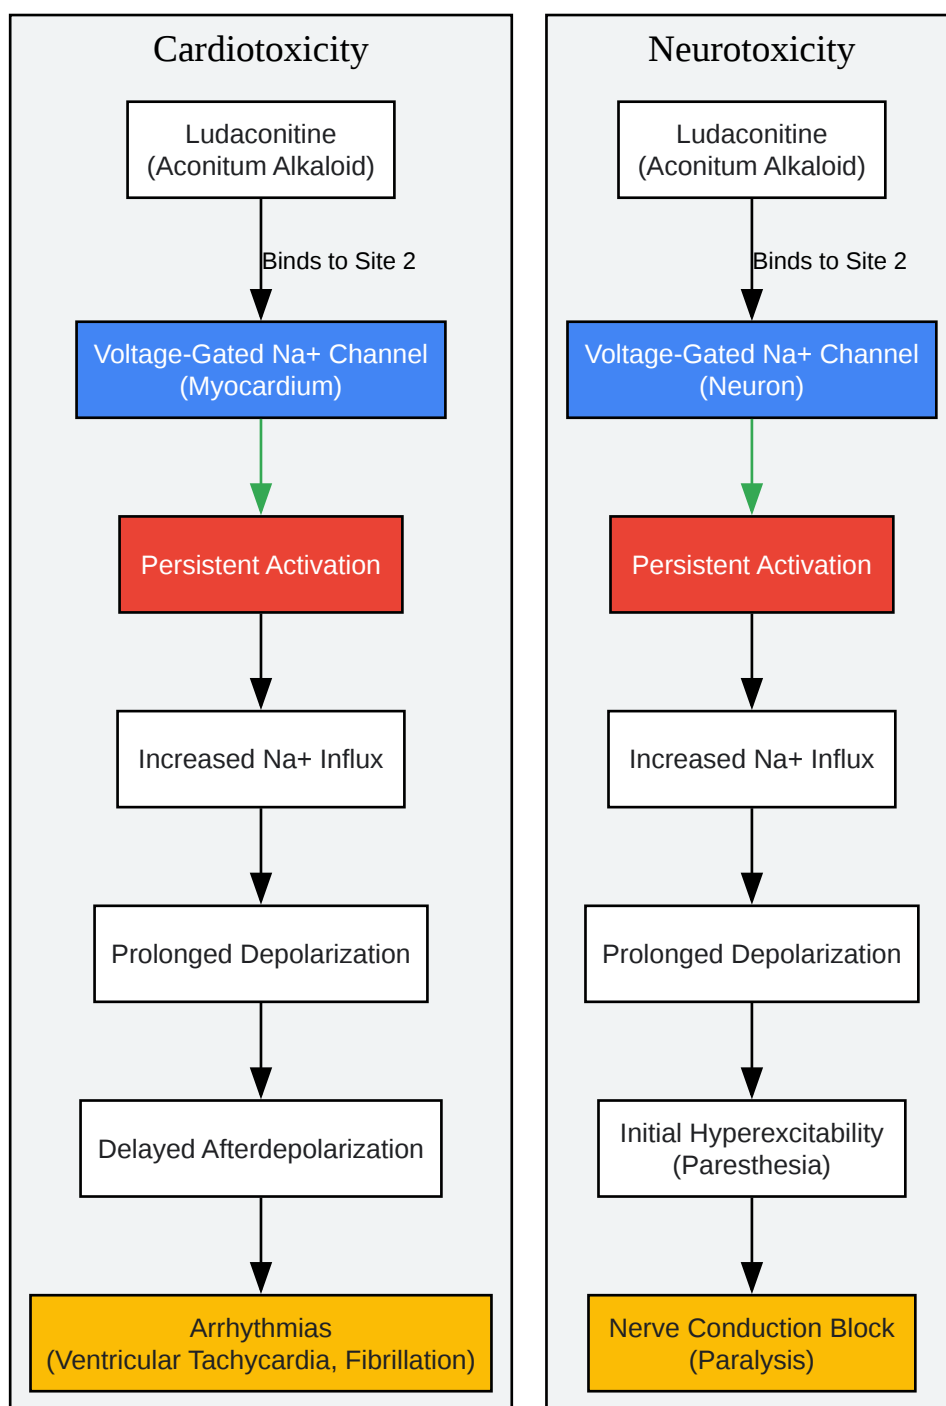 Cardiotoxicity
Ludaconitine
(Aconitum Alkaloid)
Binds to Site 2
Voltage-Gated Na+ Channel
(Myocardium)
Persistent Activation
Increased Na+ Influx
Prolonged Depolarization
Delayed Afterdepolarization
Arrhythmias
(Ventricular Tachycardia, Fibrillation)
Neurotoxicity
Ludaconitine
(Aconitum Alkaloid)
Binds to Site 2
Voltage-Gated Na+ Channel
(Neuron)
Persistent Activation
Increased Na+ Influx
Prolonged Depolarization
Initial Hyperexcitability
(Paresthesia)
Nerve Conduction Block
(Paralysis)